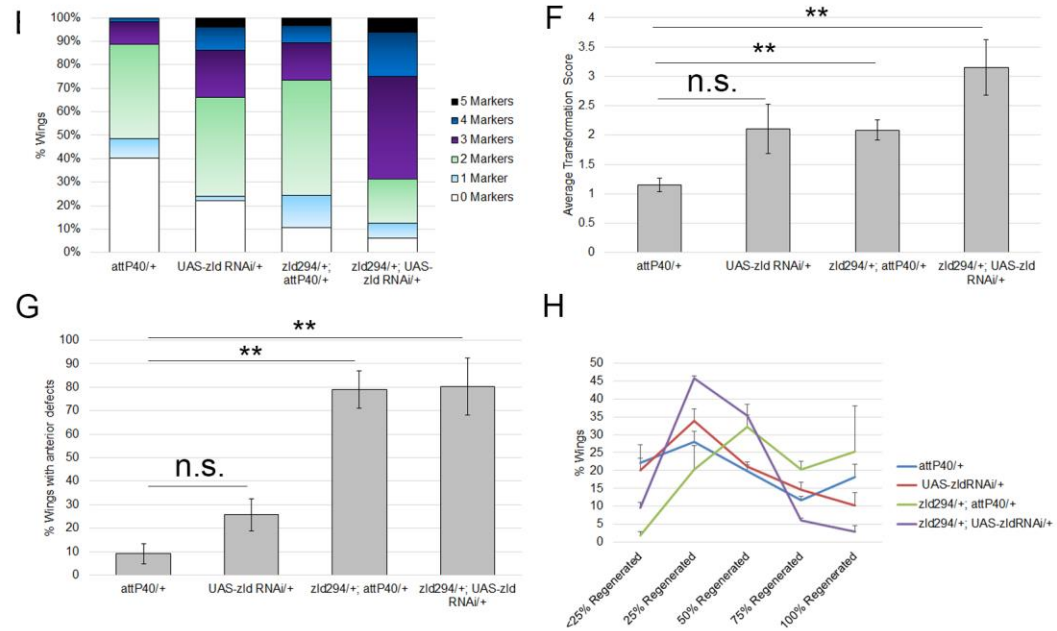 I
100%
90%
80%
70%
60%
50%
40%
30%
20%
10%
0%
% Wings
attP40/+
UAS-zld RNAi/+
zld294/+;
attP40/+
zld294/+; UAS-
zld RNAi/+
5 Markers
4 Markers
3 Markers
2 Markers
1 Marker
0 Markers
F
4
3.5
3
2.5
2
1.5
1
0.5
0
Average Transformation Score
**
**
n.s.
attP40/+
UAS-zld RNAi/+
zld294/+; attP40/+
zld294/+; UAS-zld
RNAi/+
G
100
90
80
70
60
50
40
30
20
10
0
% Wings with anterior defects
**
**
n.s.
attP40/+
UAS-zld RNAi/+
zld294/+; attP40/+
zld294/+; UAS-zld
RNAi/+
H
50
45
40
35
30
25
20
15
10
5
0
% Wings
<25% Regenerated
25% Regenerated
50% Regenerated
75% Regenerated
100% Regenerated
attP40/+
UAS-zldRNAi/+
zld294/+; attP40/+
zld294/+; UAS-zldRNAi/+